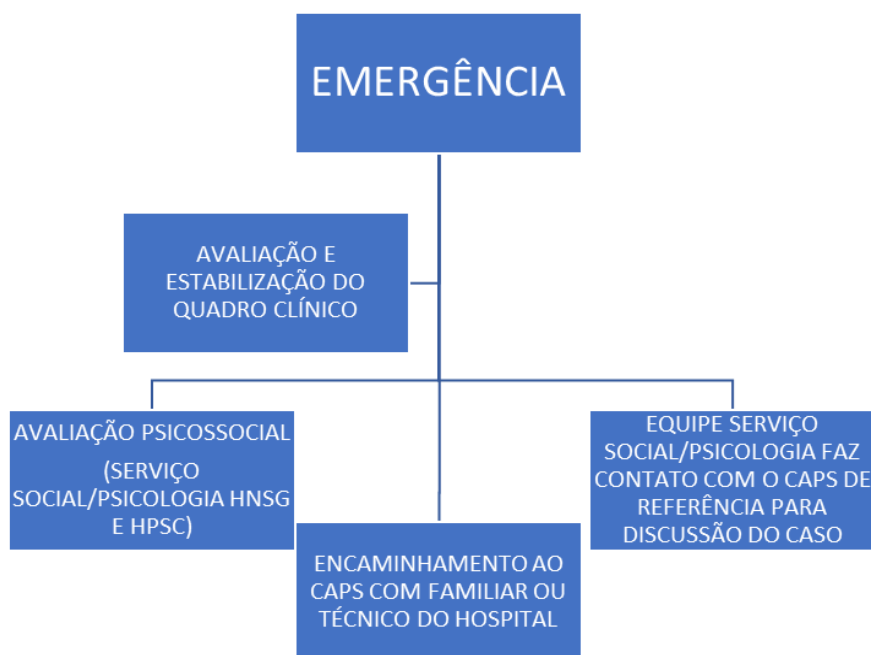 EMERGÊNCIA
AVALIAÇÃO E
ESTABILIZAÇÃO DO
QUADRO CLÍNICO
AVALIAÇÃO PSICOSSOCIAL
(SERVIÇO
SOCIAL/PSICOLOGIA HNSG
E HPSC)
ENCAMINHAMENTO AO
CAPS COM FAMILIAR OU
TÉCNICO DO HOSPITAL
EQUIPE SERVIÇO
SOCIAL/PSICOLOGIA FAZ
CONTATO COM O CAPS DE
REFERÊNCIA PARA
DISCUSSÃO DO CASO